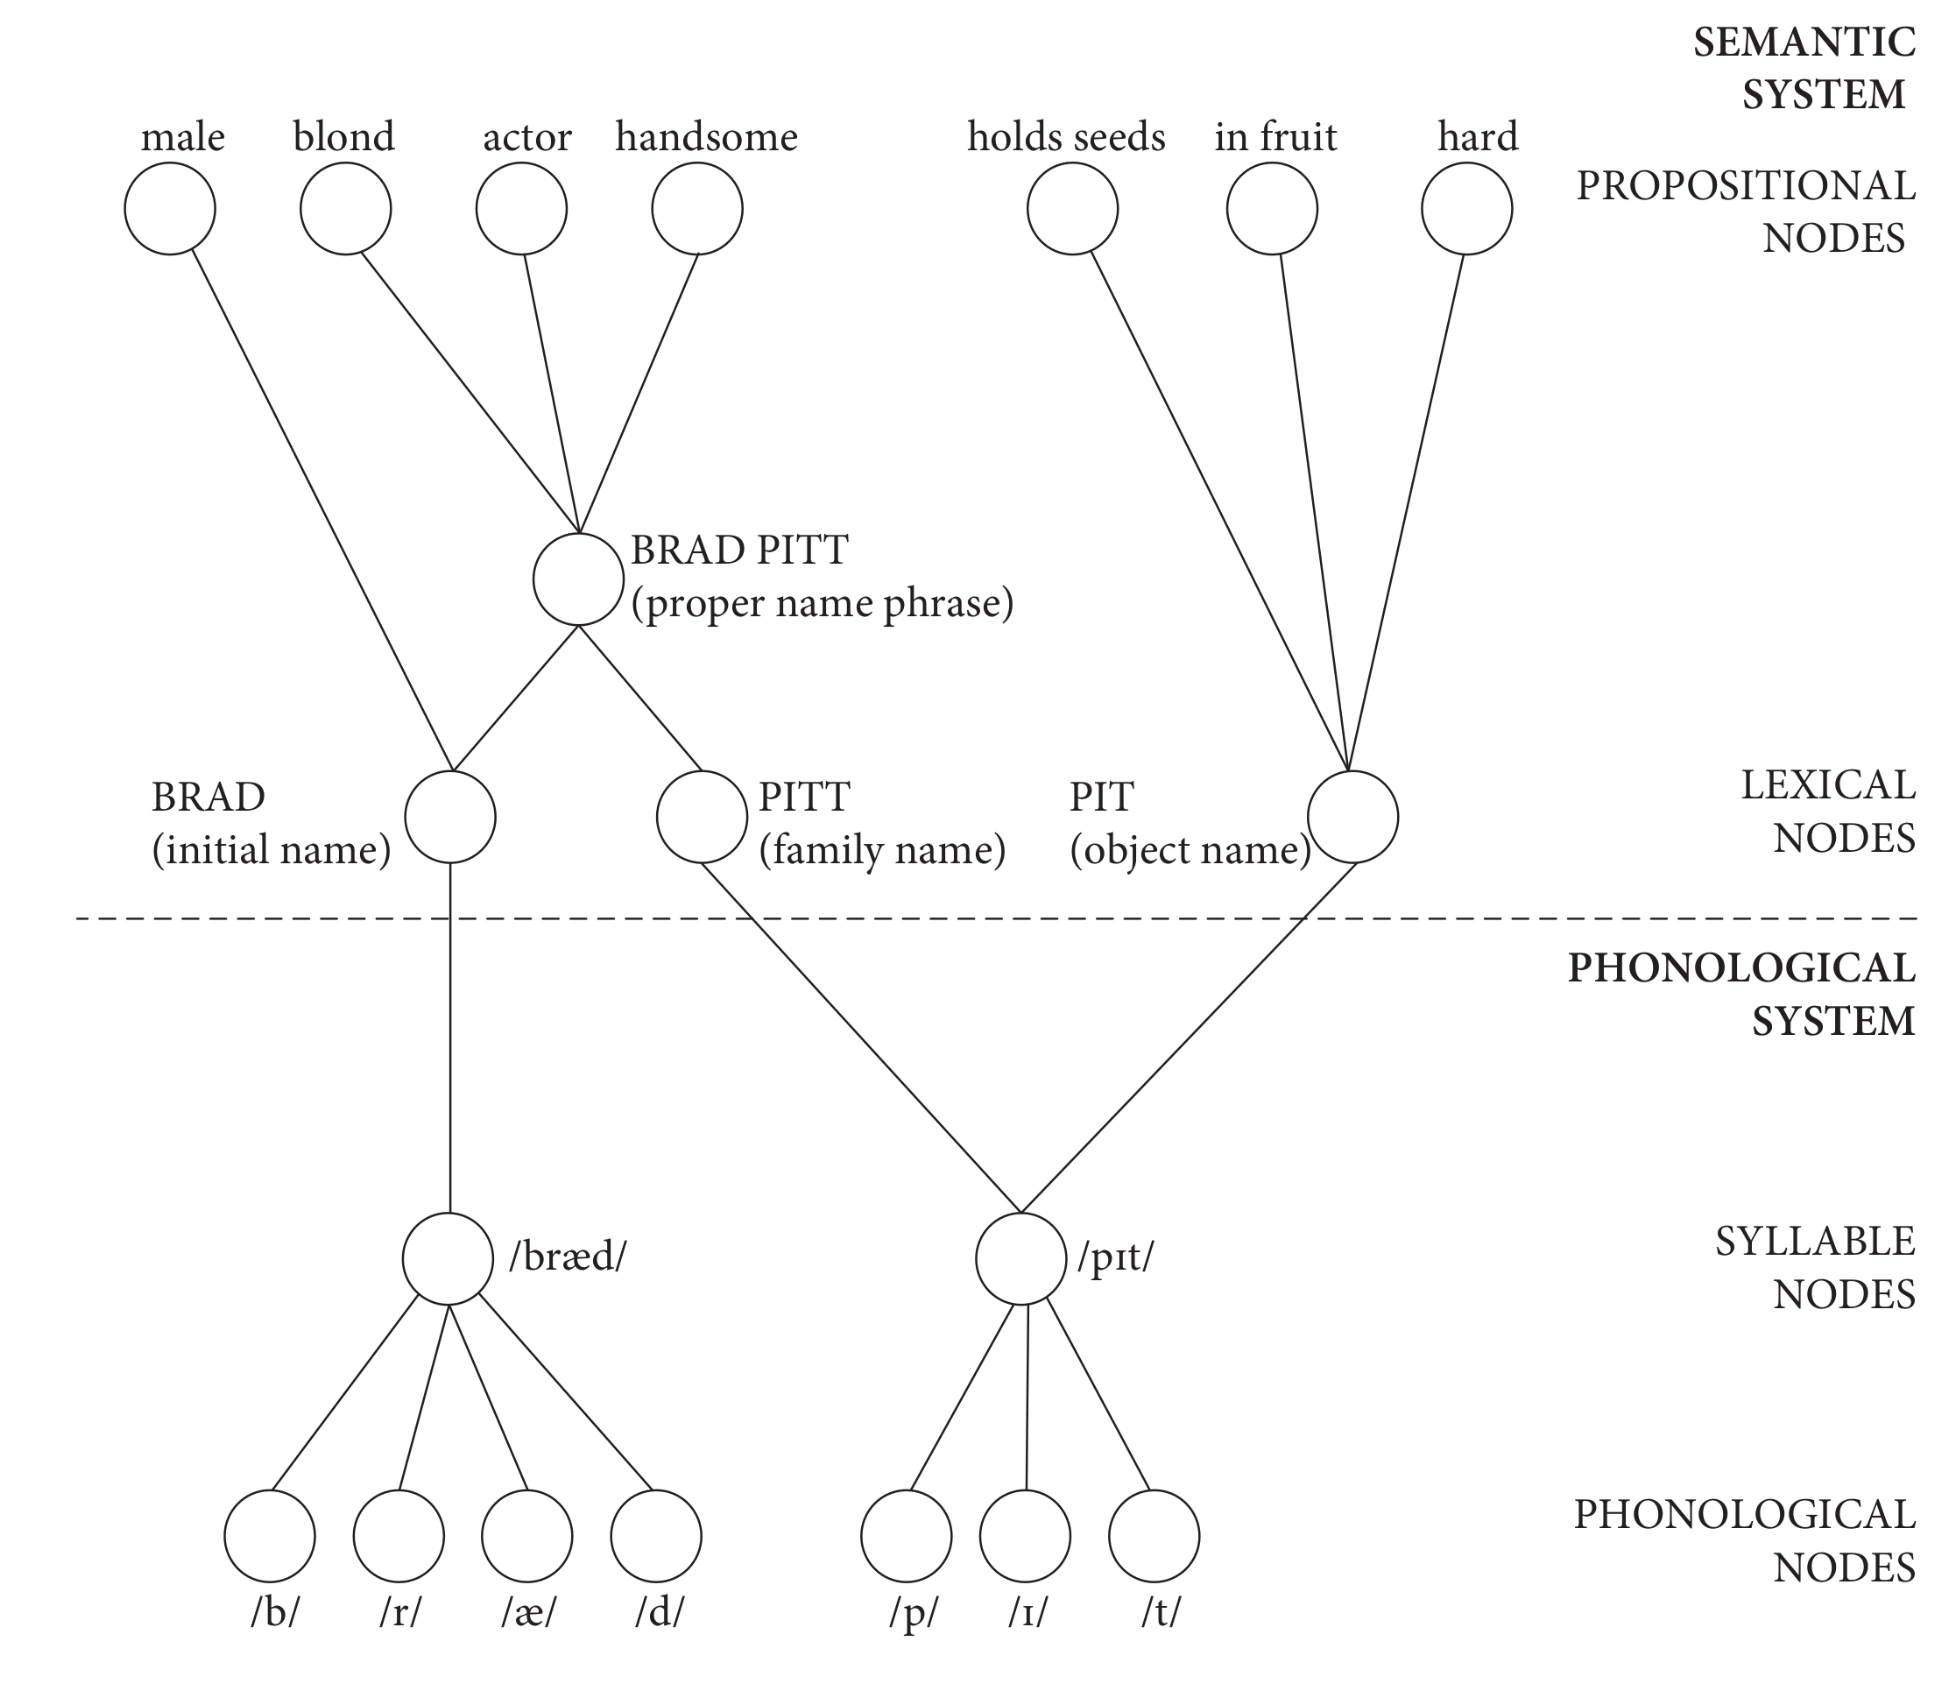 SEMANTIC
SYSTEM
male blond actor handsome holds seeds in fruit hard
PROPOSITIONAL
NODES
BRAD PITT
(proper name phrase)
BRAD
(initial name)
PITT
(family name)
PIT
(object name)
LEXICAL
NODES
PHONOLOGICAL
SYSTEM
/bræd/
/pɪt/
SYLLABLE
NODES
PHONOLOGICAL
NODES
/b/ /r/ /æ/ /d/ /p/ /ɪ/ /t/